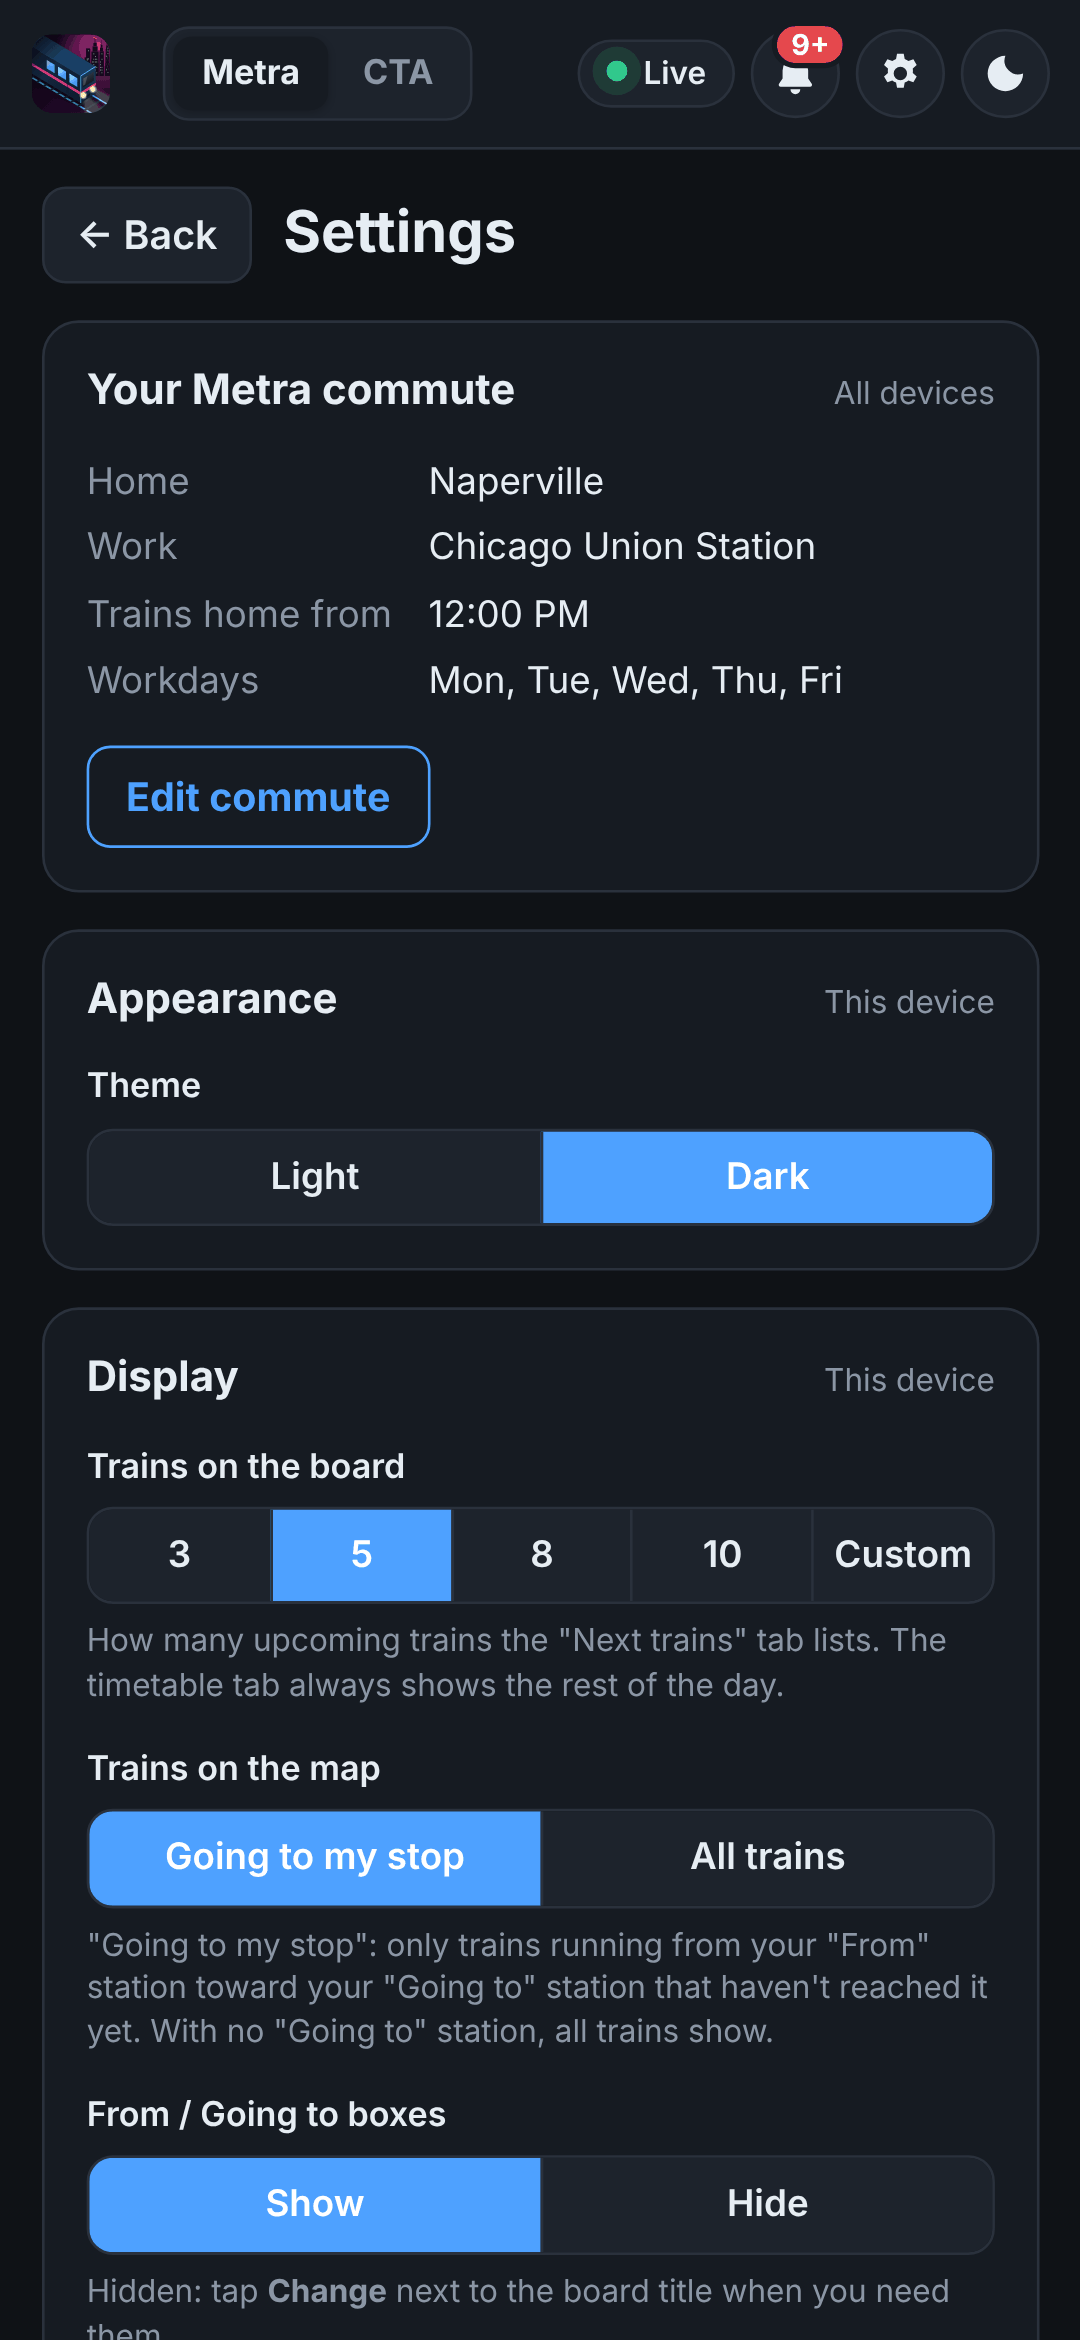 Metra
CTA
Live
9+
← Back
Settings
Your Metra commute
All devices
Home
Naperville
Work
Chicago Union Station
Trains home from
12:00 PM
Workdays
Mon, Tue, Wed, Thu, Fri
Edit commute
Appearance
This device
Theme
Light
Dark
Display
This device
Trains on the board
3
5
8
10
Custom
How many upcoming trains the "Next trains" tab lists. The
timetable tab always shows the rest of the day.
Trains on the map
Going to my stop
All trains
"Going to my stop": only trains running from your "From"
station toward your "Going to" station that haven't reached it
yet. With no "Going to" station, all trains show.
From / Going to boxes
Show
Hide
Hidden: tap Change next to the board title when you need
them.